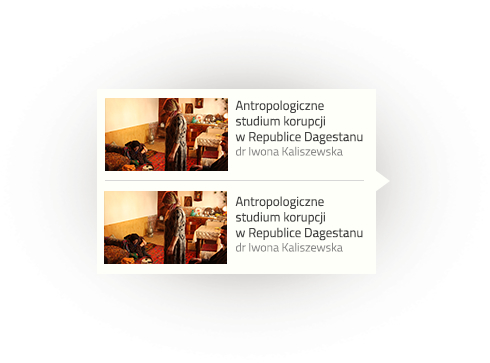 Antropologiczne
studium korupcji
w Republice Dagestanu
dr Iwona Kaliszewska
Antropologiczne
studium korupcji
w Republice Dagestanu
dr Iwona Kaliszewska